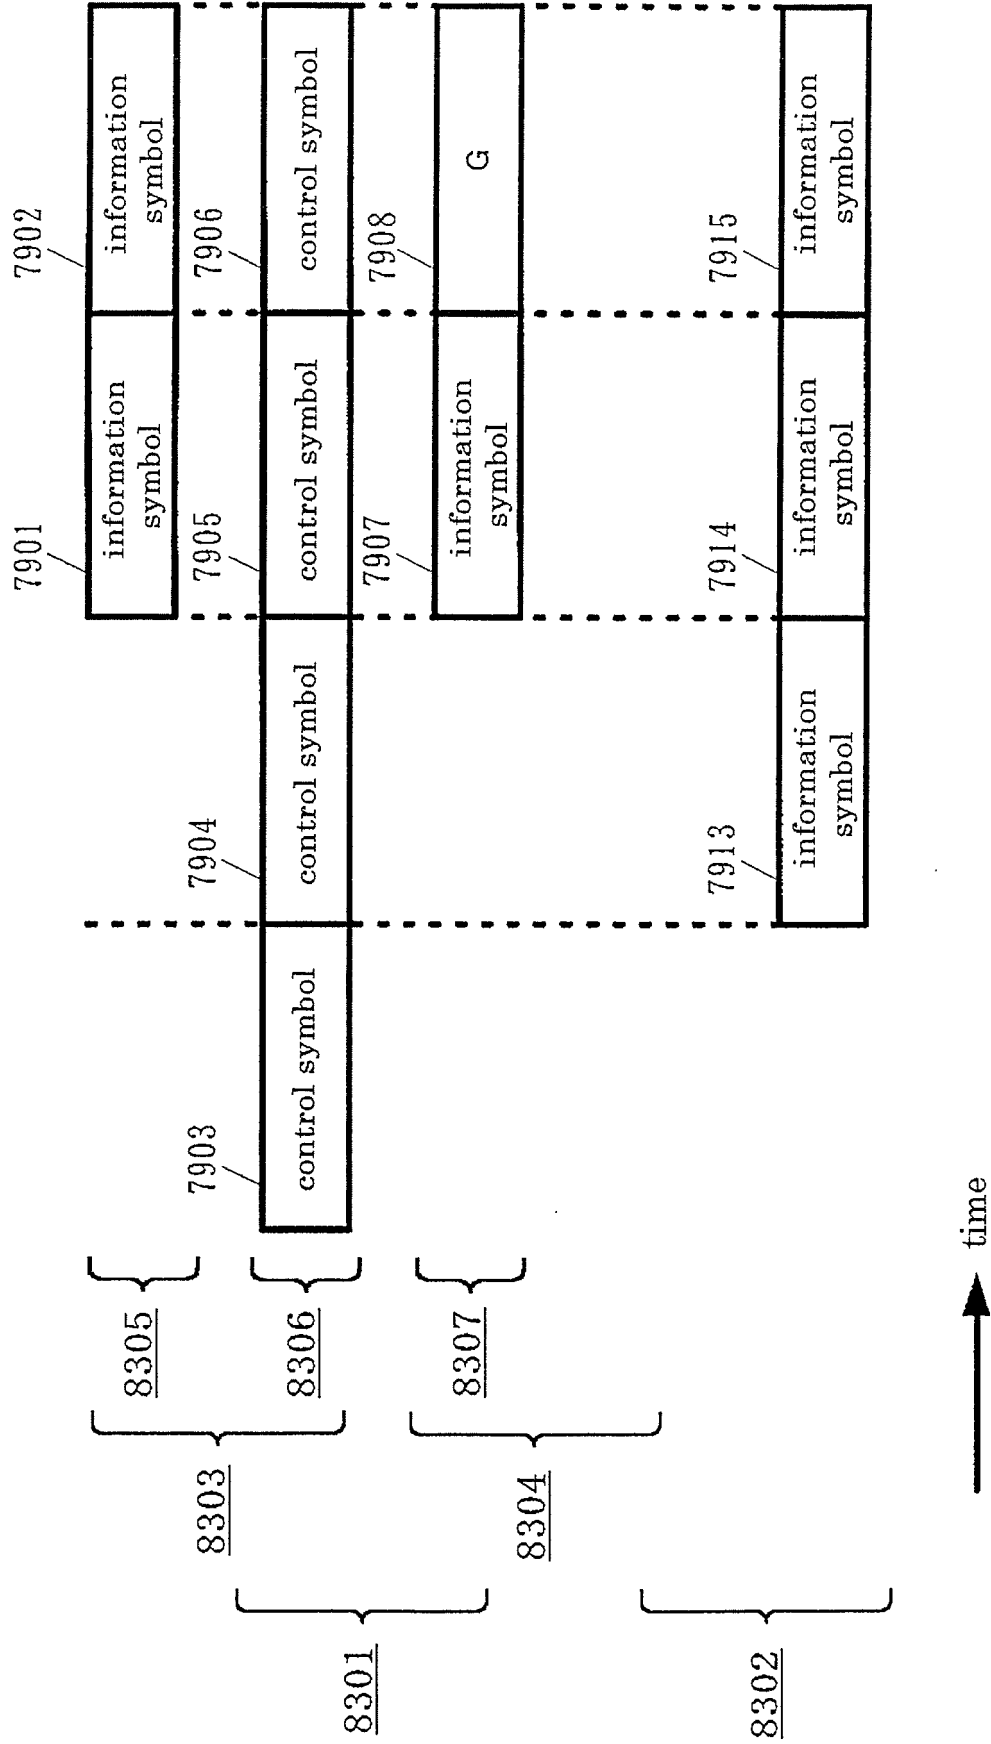 7901
7902
information
symbol
information
symbol
8305
7903
7904
7905
7906
control symbol
control symbol
control symbol
control symbol
8303
8306
7907
7908
information
symbol
G
8301
8307
8304
7913
7914
7915
information
symbol
information
symbol
information
symbol
8302
time